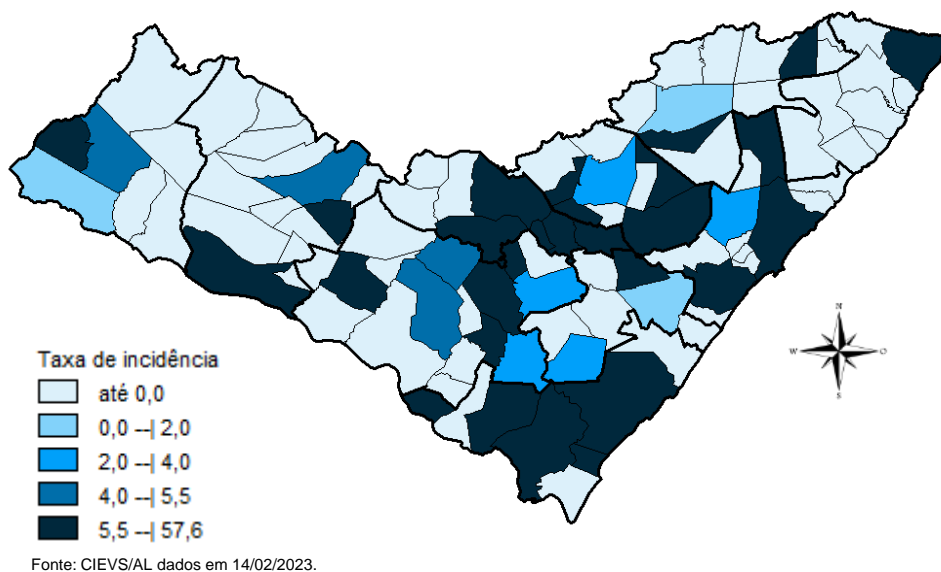 N
W
O
S
Taxa de incidência
até 0,0
0,0 --| 2,0
2,0 --| 4,0
4,0 --| 5,5
5,5 --| 57,6
Fonte: CIEVS/AL dados em 14/02/2023.